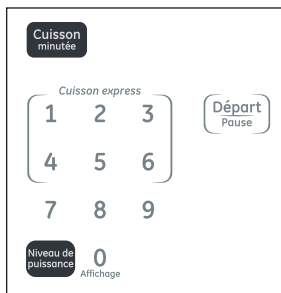 Cuisson
minutée
Cuisson express
1 2 3
Départ
Pause
4 5 6
7 8 9
Niveau de
puissance
0
Affichage